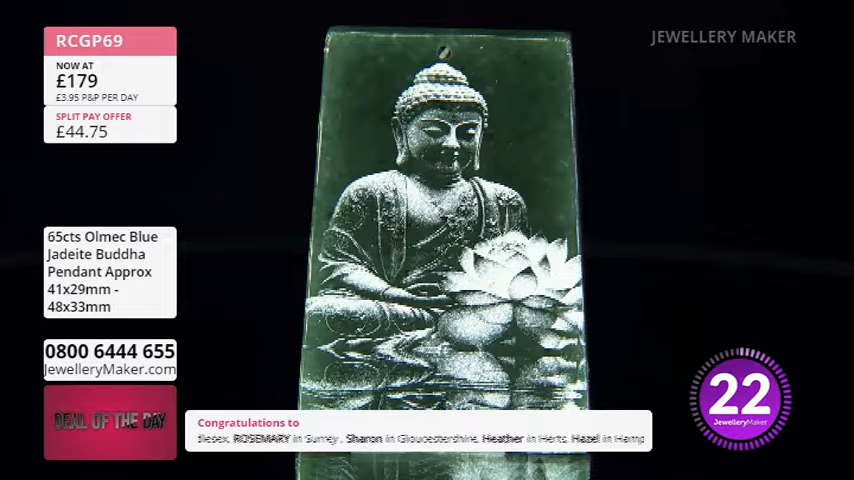 RCGP69
NOW AT
£179
£3.95 P&P PER DAY
SPLIT PAY OFFER
£44.75
JEWELLERY MAKER
65cts Olmec Blue
Jadeite Buddha
Pendant Approx
41x29mm -
48x33mm
0800 6444 655
JewelleryMaker.com
DEAL OF THE DAY
22
JewelleryMaker
Congratulations to
ROSEMARY in Surrey , Sharon in Gloucestershire, Heather in Herts, Hazel in Hamp